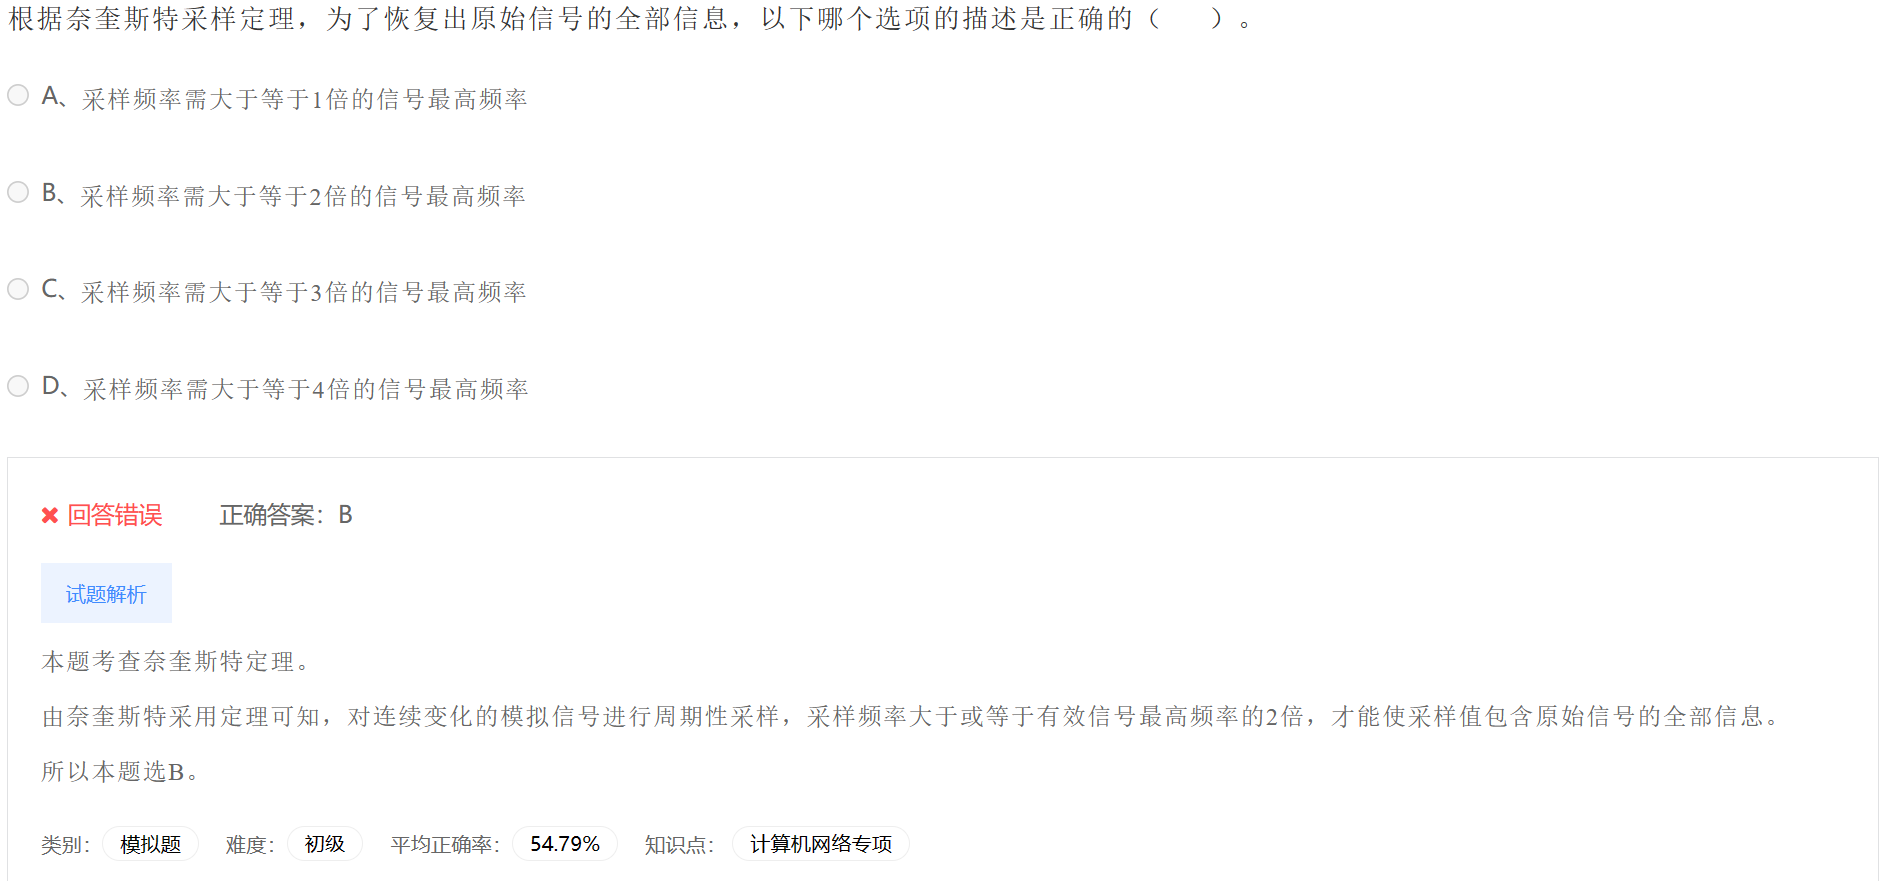 根据奈奎斯特采样定理，为了恢复出原始信号的全部信息，以下哪个选项的描述是正确的（　　）。
A、采样频率需大于等于1倍的信号最高频率
B、采样频率需大于等于2倍的信号最高频率
C、采样频率需大于等于3倍的信号最高频率
D、采样频率需大于等于4倍的信号最高频率
回答错误 正确答案：B
试题解析
本题考查奈奎斯特定理。
由奈奎斯特采用定理可知，对连续变化的模拟信号进行周期性采样，采样频率大于或等于有效信号最高频率的2倍，才能使采样值包含原始信号的全部信息。
所以本题选B。
类别： 模拟题 难度： 初级 平均正确率： 54.79% 知识点： 计算机网络专项